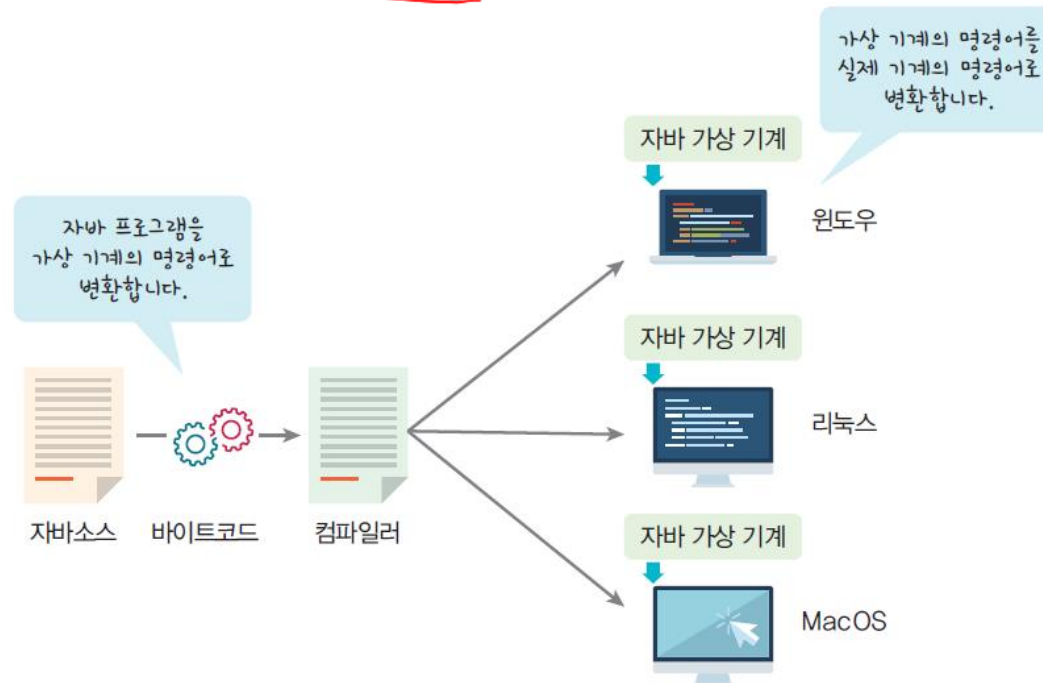 가상 기계의 명령어를
실제 기계의 명령어로
변환합니다.
자바 가상 기계
윈도우
자바 프로그램을
가상 기계의 명령어로
변환합니다.
자바 가상 기계
리눅스
자바소스
바이트코드
컴파일러
자바 가상 기계
MacOS